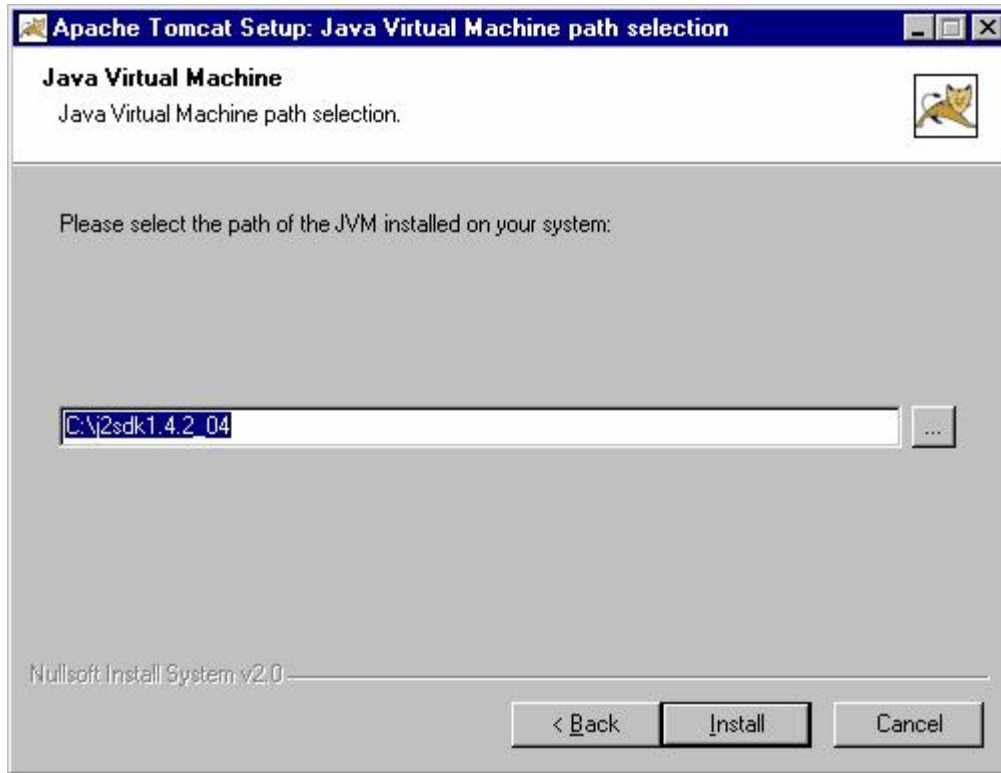 Apache Tomcat Setup: Java Virtual Machine path selection
Java Virtual Machine
Java Virtual Machine path selection.
Please select the path of the JVM installed on your system:
C:\j2sdk1.4.2_04
...
Nullsoft Install System v2.0
< Back
Install
Cancel